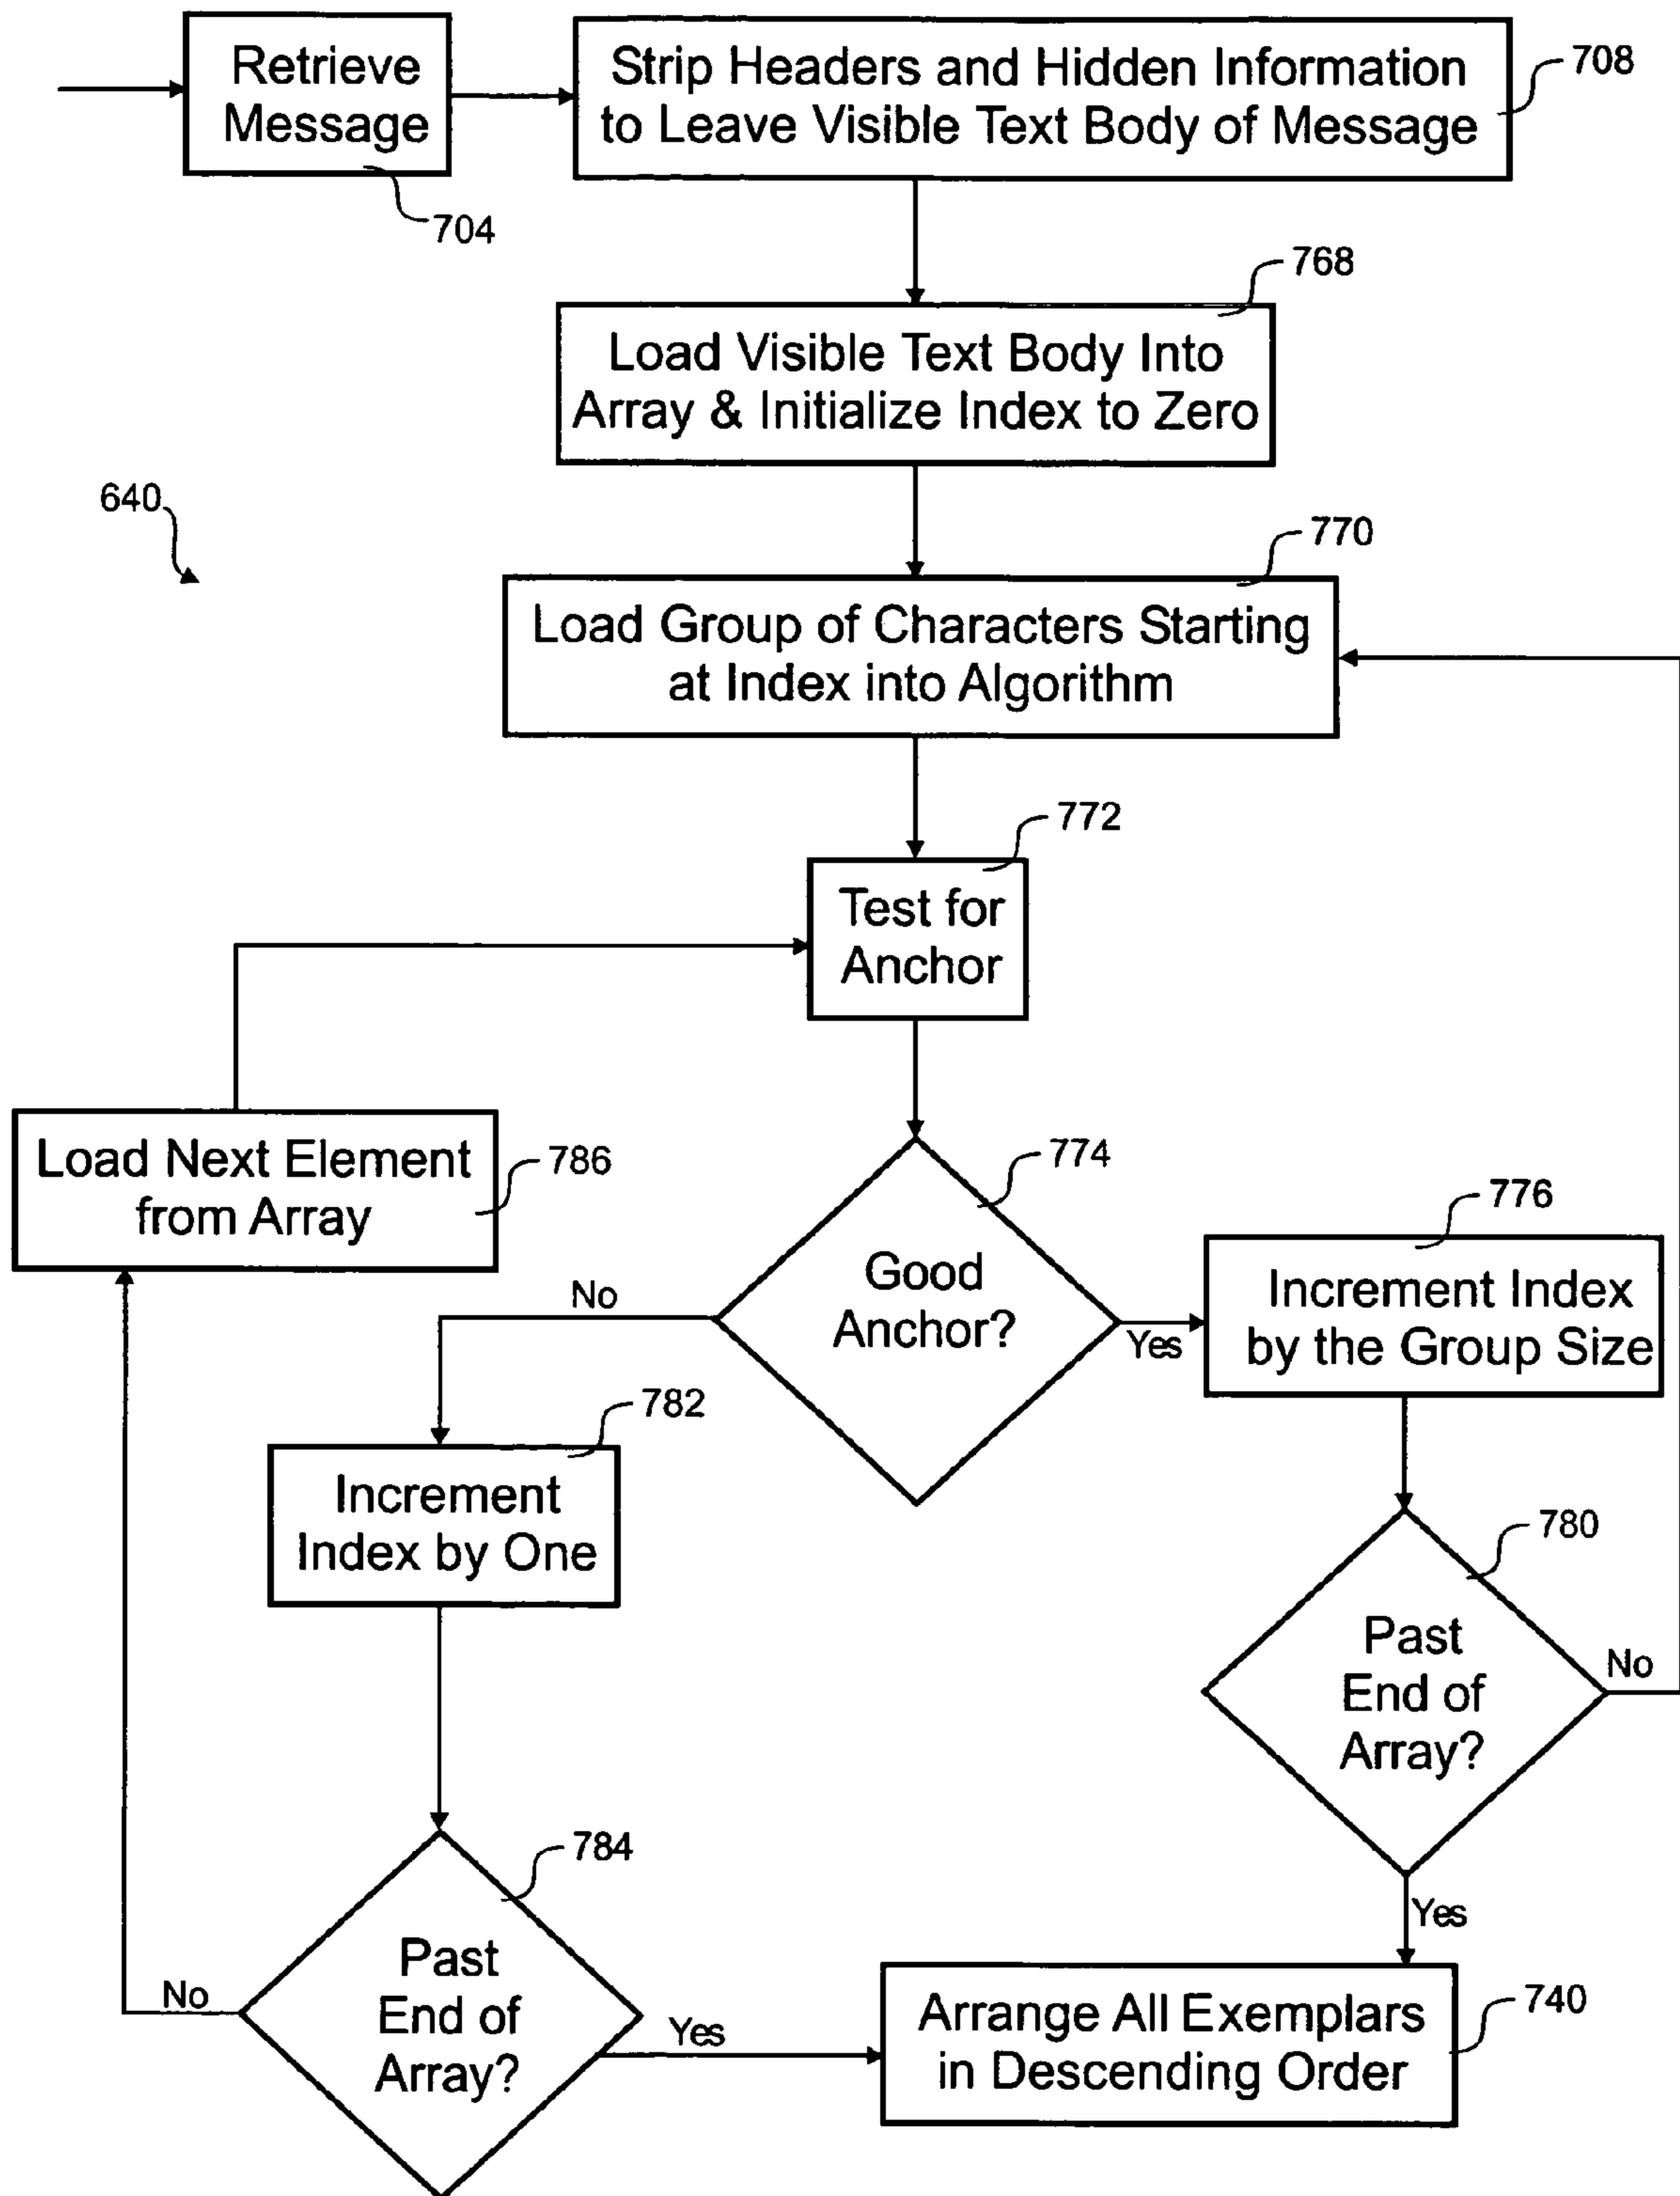 Retrieve
Message
704
Strip Headers and Hidden Information
to Leave Visible Text Body of Message
708
768
Load Visible Text Body Into
Array & Initialize Index to Zero
640
770
Load Group of Characters Starting
at Index into Algorithm
772
Test for
Anchor
Load Next Element
from Array
786
774
Good
Anchor?
No
Yes
776
Increment Index
by the Group Size
782
Increment
Index by One
780
Past
End of
Array?
No
Yes
784
Past
End of
Array?
No
Yes
Arrange All Exemplars
in Descending Order
740